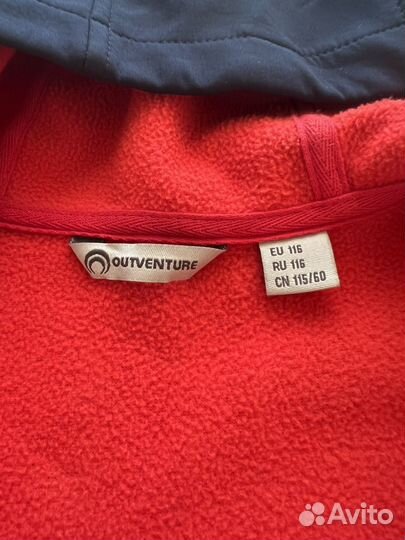 OUTVENTURE
EU 116
RU 116
CN 115/60
Avito